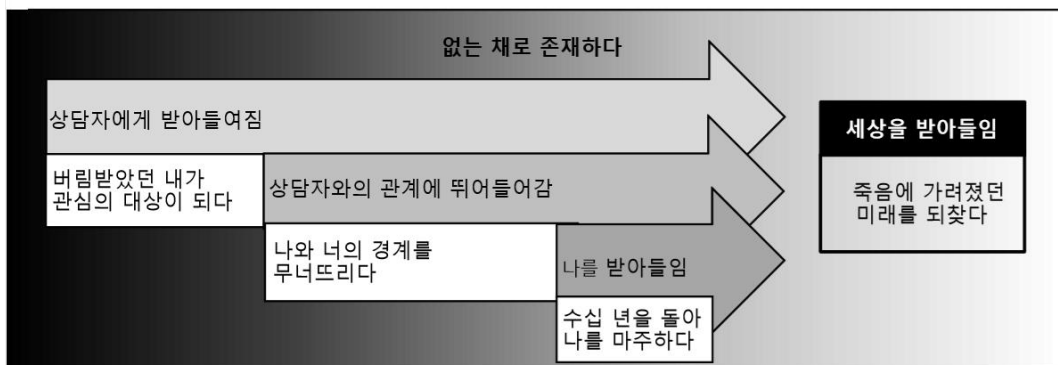 없는 채로 존재하다
상담자에게 받아들여짐
버림받았던 내가
관심의 대상이 되다
상담자와의 관계에 뛰어들어감
나와 너의 경계를
무너뜨리다
나를 받아들임
수십 년을 돌아
나를 마주하다
세상을 받아들임
죽음에 가려졌던
미래를 되찾다